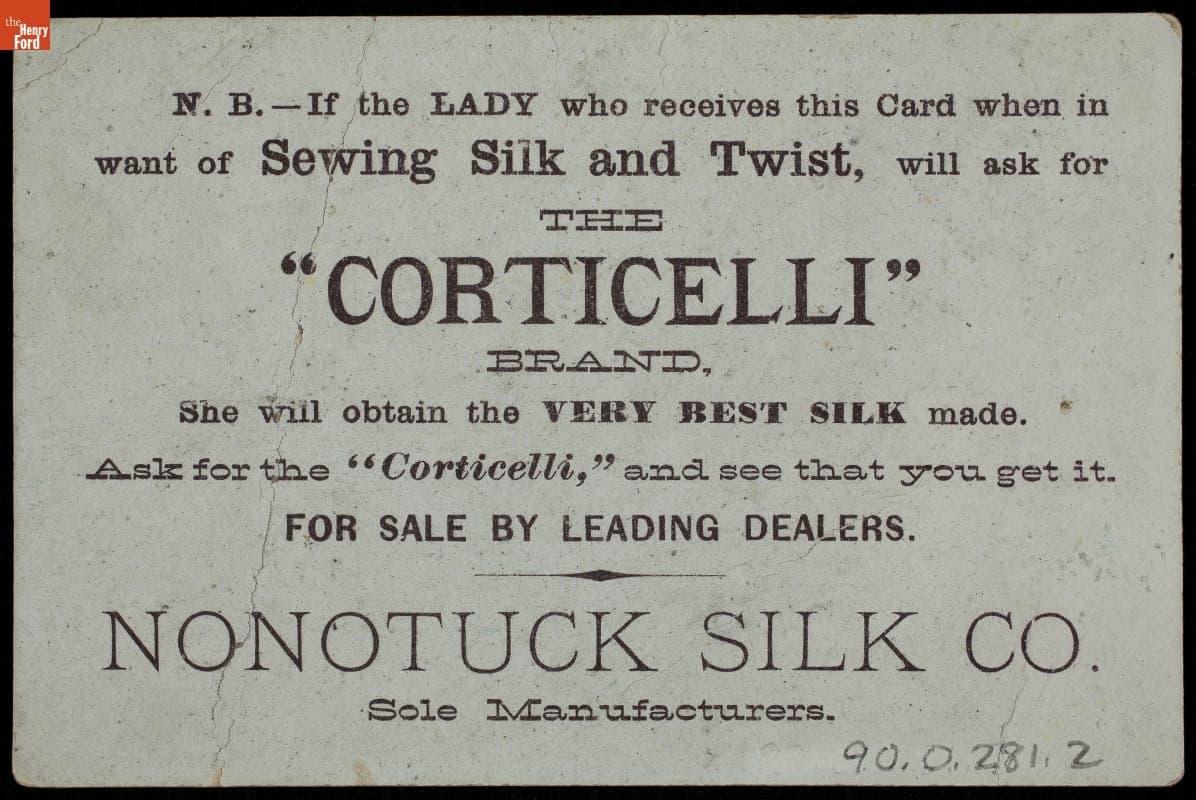 the
Henry
Ford
N. B.—If the LADY who receives this Card when in
want of Sewing Silk and Twist, will ask for
THE
“CORTICELLI”
BRAND,
She will obtain the VERY BEST SILK made.
Ask for the “Corticelli,” and see that you get it.
FOR SALE BY LEADING DEALERS.
NONOTUCK SILK CO.
Sole Manufacturers.
90.0.281.2